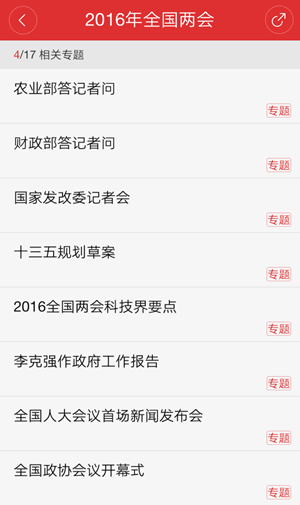 2016年全国两会
4/17 相关专题
农业部答记者问
专题
财政部答记者问
专题
国家发改委记者会
专题
十三五规划草案
专题
2016全国两会科技界要点
专题
李克强作政府工作报告
专题
全国人大会议首场新闻发布会
专题
全国政协会议开幕式
专题